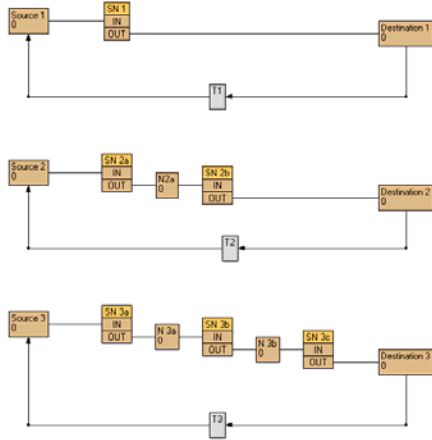 Source 1
0
SN 1
IN
OUT
Destination 1
0
T1
Source 2
0
SN 2a
IN
OUT
N2a
0
SN 2b
IN
OUT
Destination 2
0
T2
Source 3
0
SN 3a
IN
OUT
N 3a
0
SN 3b
IN
OUT
N 3b
0
SN 3c
IN
OUT
Destination 3
0
T3